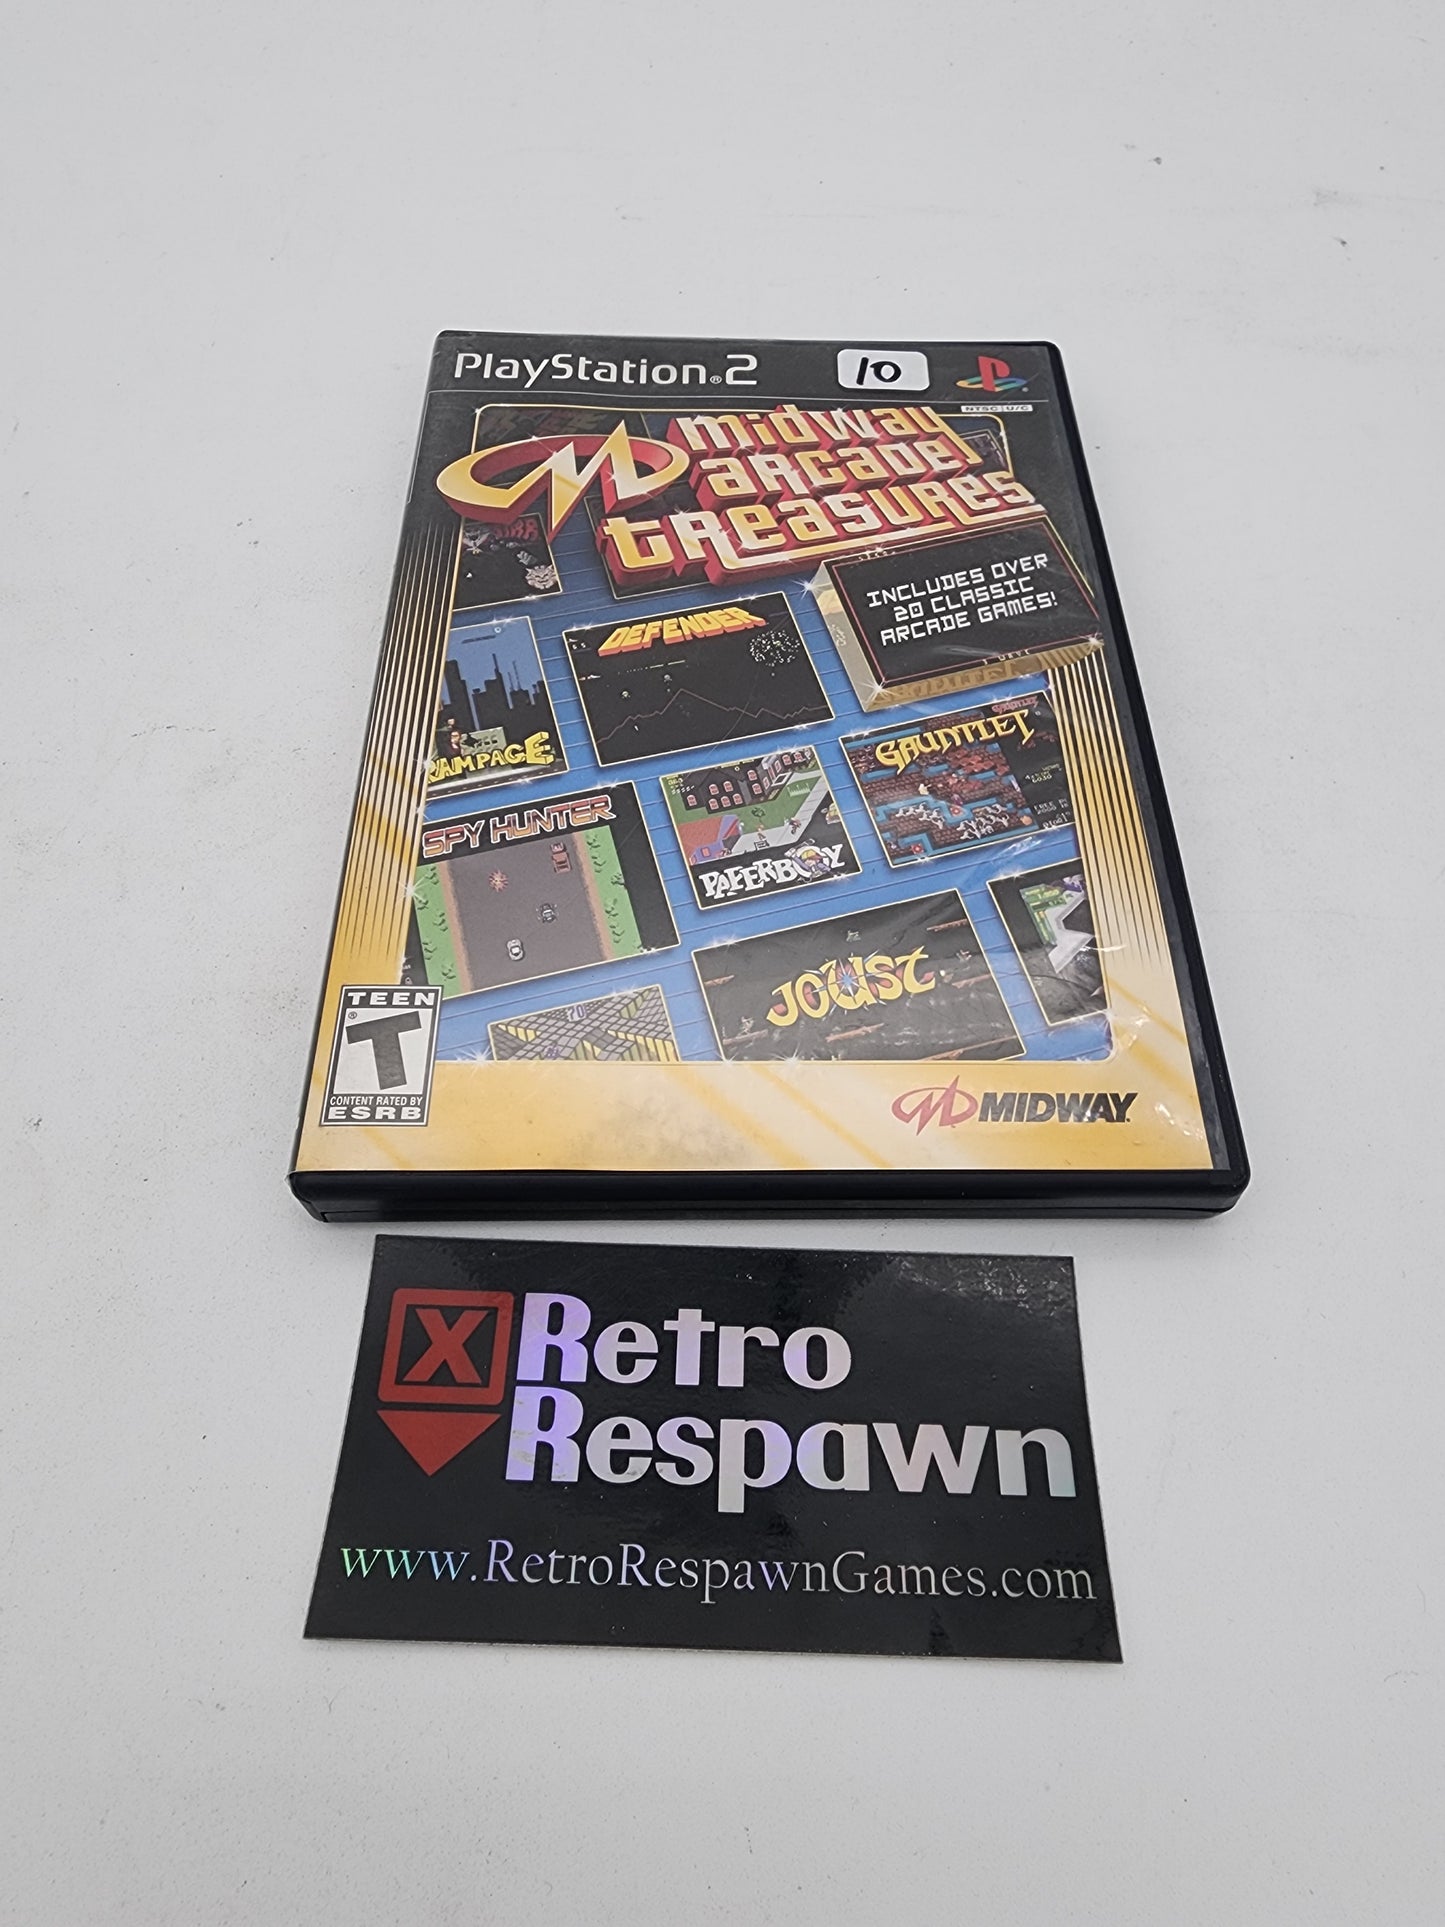 PlayStation®2
10
NTSC U/C
midway
arcade
treasures
INCLUDES OVER
20 CLASSIC
ARCADE GAMES!
DEFENDER
RAMPAGE
GAUNTLET
SPY HUNTER
PAPERBOY
JOUST
TEEN
T
CONTENT RATED BY
ESRB
MIDWAY
X Retro
Respawn
www.RetroRespawnGames.com